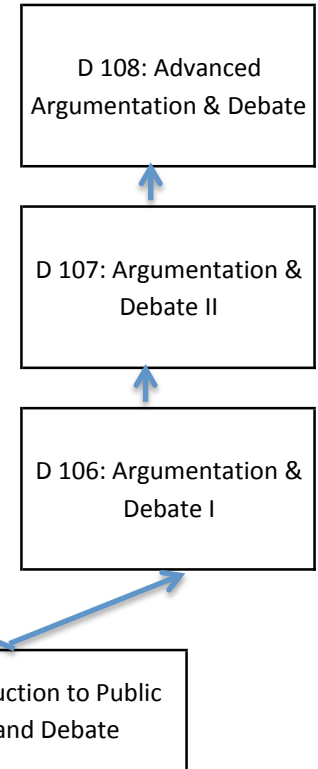 D 108: Advanced
Argumentation & Debate
D 107: Argumentation &
Debate II
D 106: Argumentation &
Debate I
to Public
and Debate